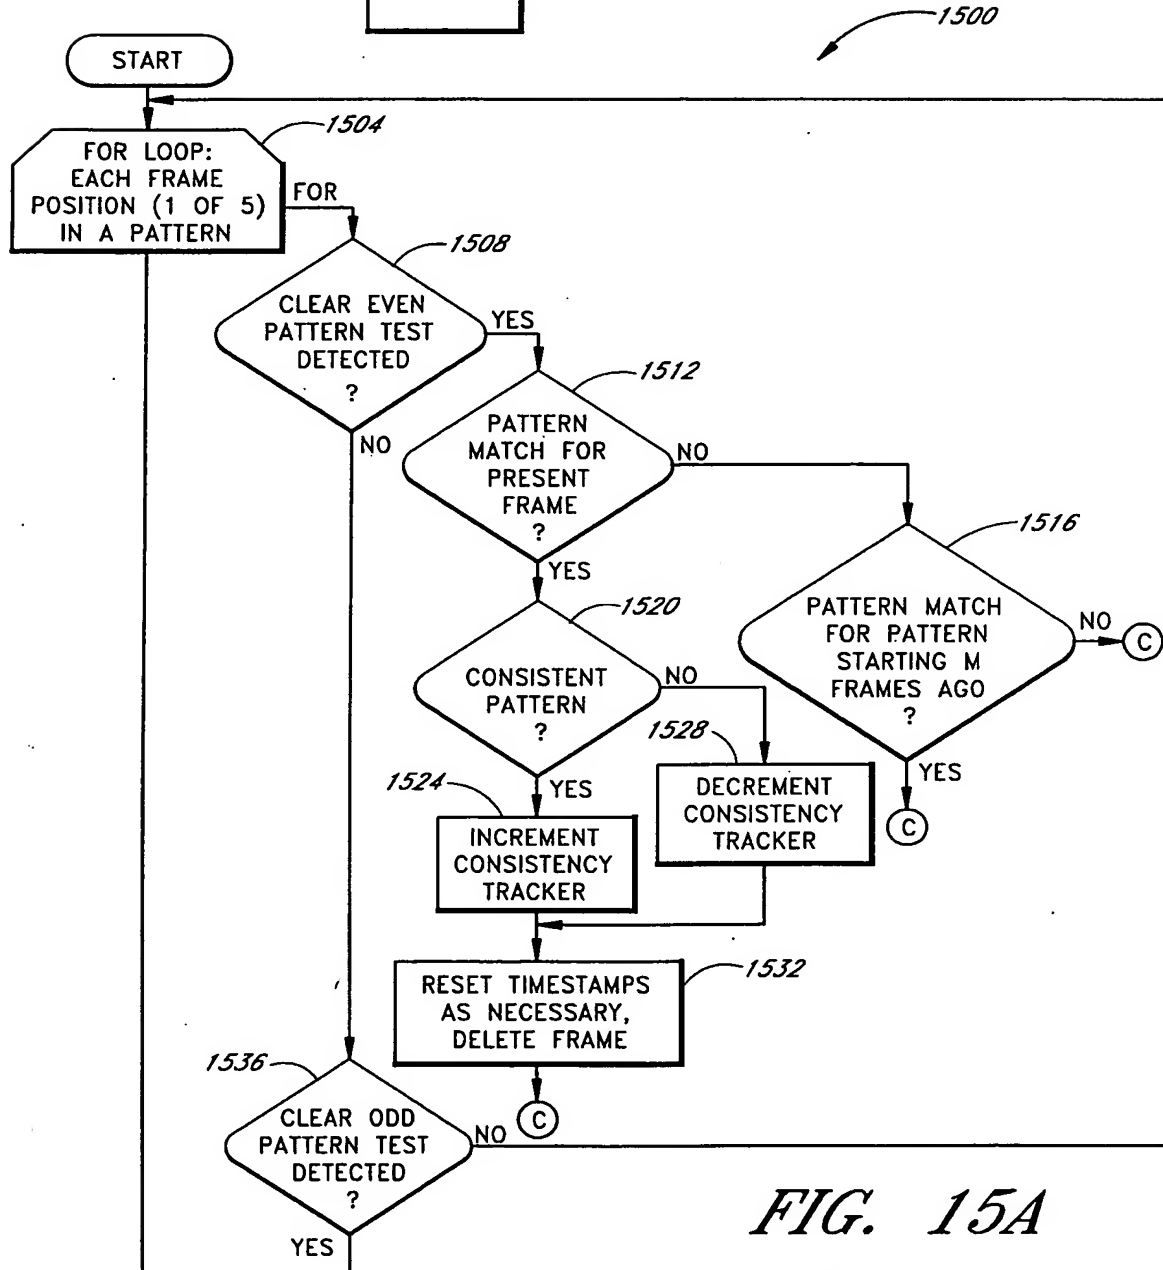 1500
START
1504
FOR LOOP:
EACH FRAME
POSITION (1 OF 5)
IN A PATTERN
FOR
1508
CLEAR EVEN
PATTERN TEST
DETECTED
?
YES
NO
1512
PATTERN
MATCH FOR
PRESENT
FRAME
?
NO
YES
1516
PATTERN MATCH
FOR PATTERN
STARTING M
FRAMES AGO
?
NO
C
YES
C
1520
CONSISTENT
PATTERN
?
NO
YES
1528
DECREMENT
CONSISTENCY
TRACKER
1524
INCREMENT
CONSISTENCY
TRACKER
1532
RESET TIMESTAMPS
AS NECESSARY,
DELETE FRAME
C
1536
CLEAR ODD
PATTERN TEST
DETECTED
?
NO
YES
FIG. 15A